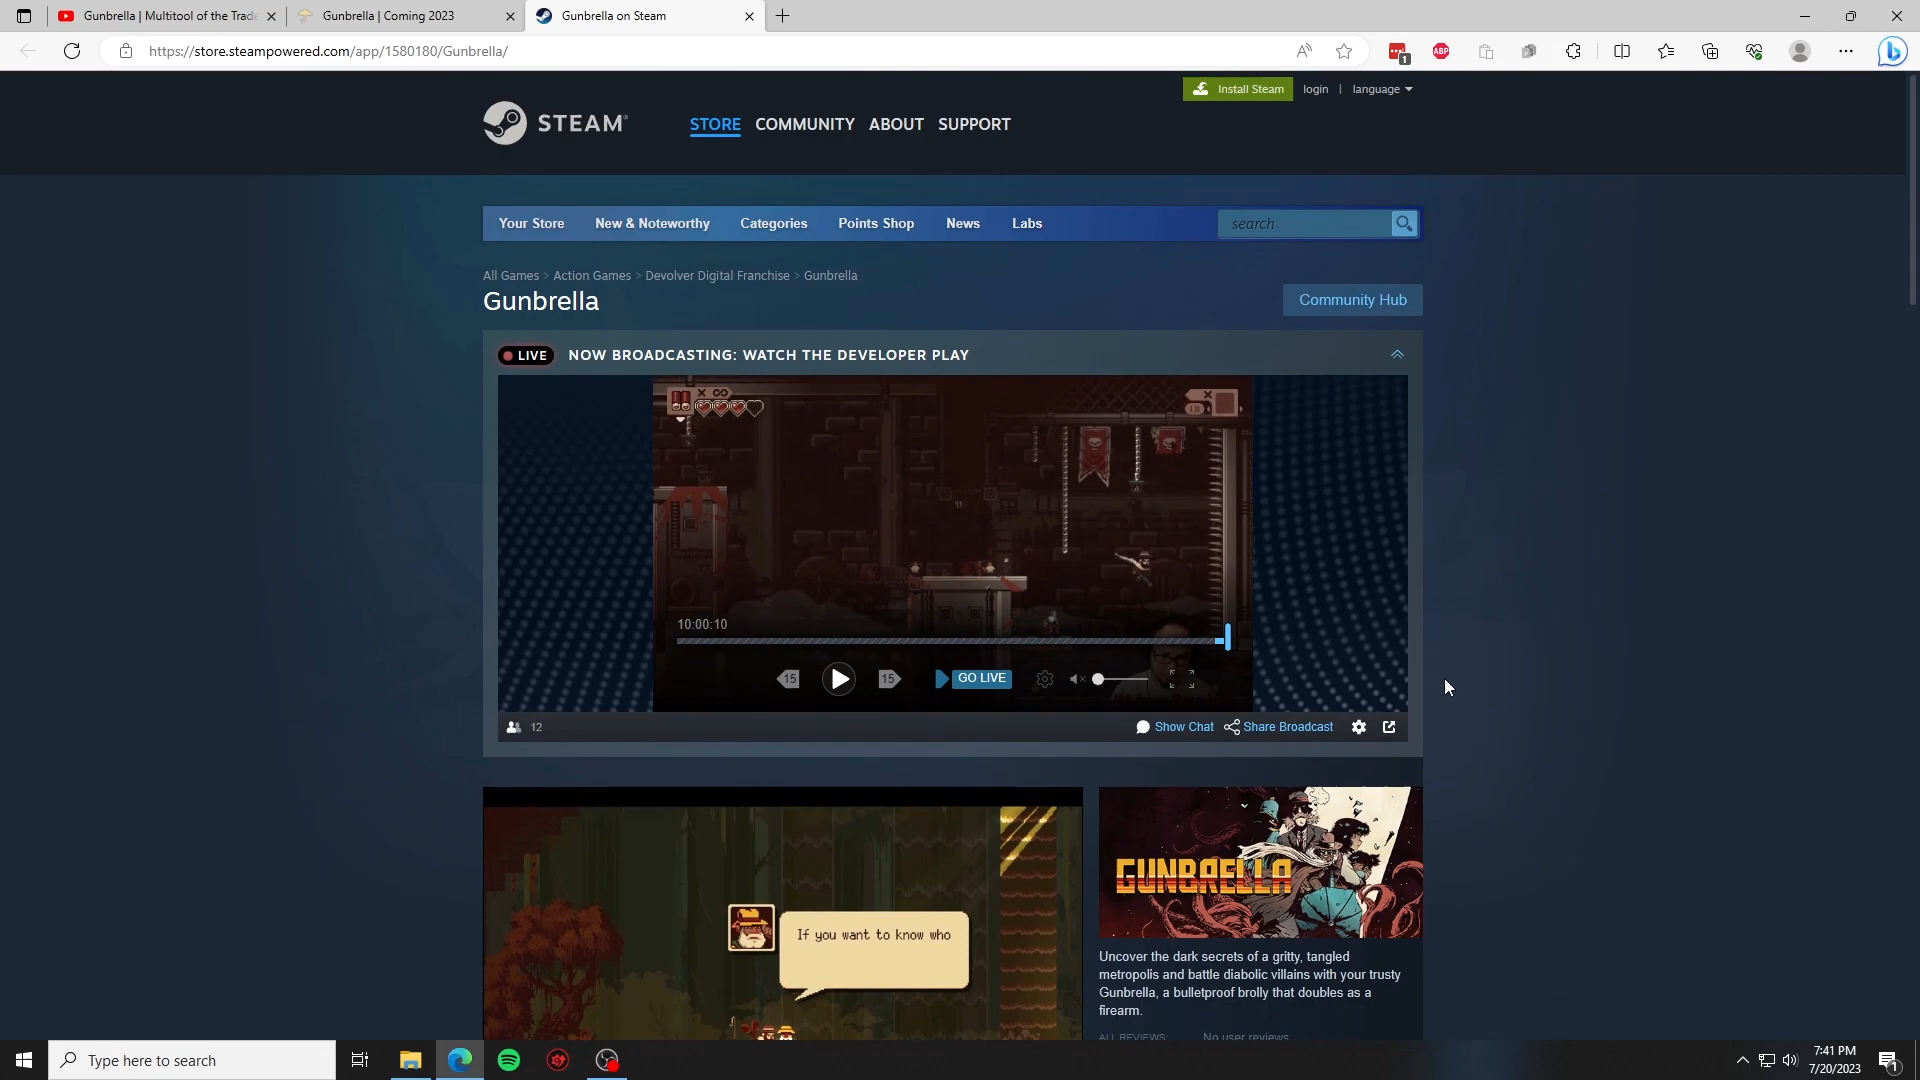 Gunbrella | Multitool of the Trade
Gunbrella | Coming 2023
Gunbrella on Steam
https://store.steampowered.com/app/1580180/Gunbrella/
1
ABP
Install Steam
login
|
language
STEAM
STORE
COMMUNITY
ABOUT
SUPPORT
Your Store
New & Noteworthy
Categories
Points Shop
News
Labs
search
All Games > Action Games > Devolver Digital Franchise > Gunbrella
Gunbrella
Community Hub
LIVE
NOW BROADCASTING: WATCH THE DEVELOPER PLAY
LB
10:00:10
15
15
GO LIVE
12
Show Chat
Share Broadcast
If you want to know who
GUNBRELLA
Uncover the dark secrets of a gritty, tangled
metropolis and battle diabolic villains with your trusty
Gunbrella, a bulletproof brolly that doubles as a
firearm.
ALL REVIEWS:
No user reviews
Type here to search
7:41 PM
7/20/2023
1